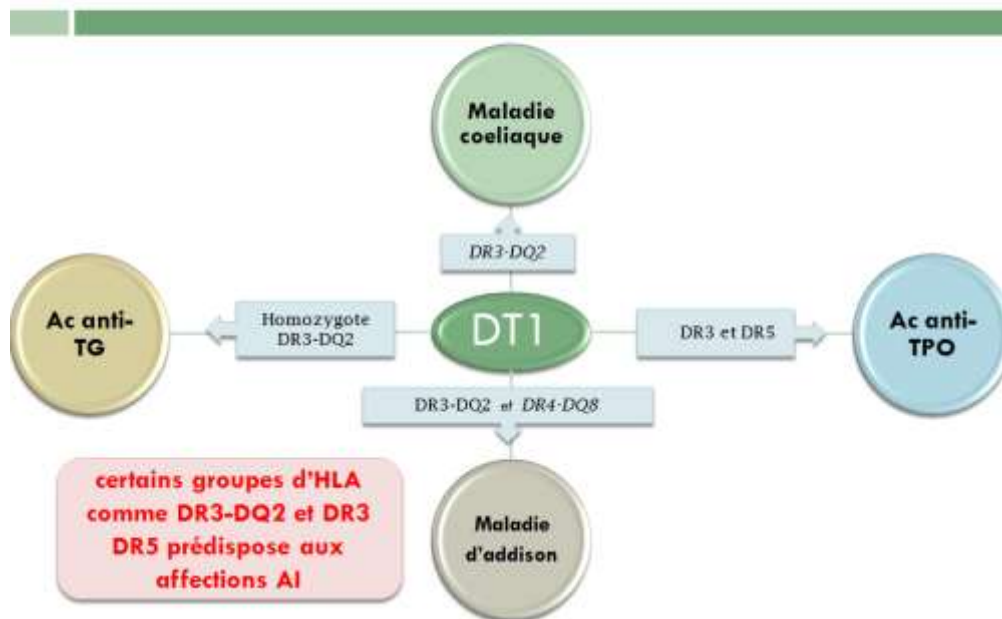 Maladie
coeliaque
DR3-DQ2
Ac anti-
TG
Homozygote
DR3-DQ2
DT1
DR3 et DR5
Ac anti-
TPO
DR3-DQ2 et DR4-DQ8
Maladie
d'addison
certains groupes d'HLA
comme DR3-DQ2 et DR3
DR5 prédispose aux
affections AI